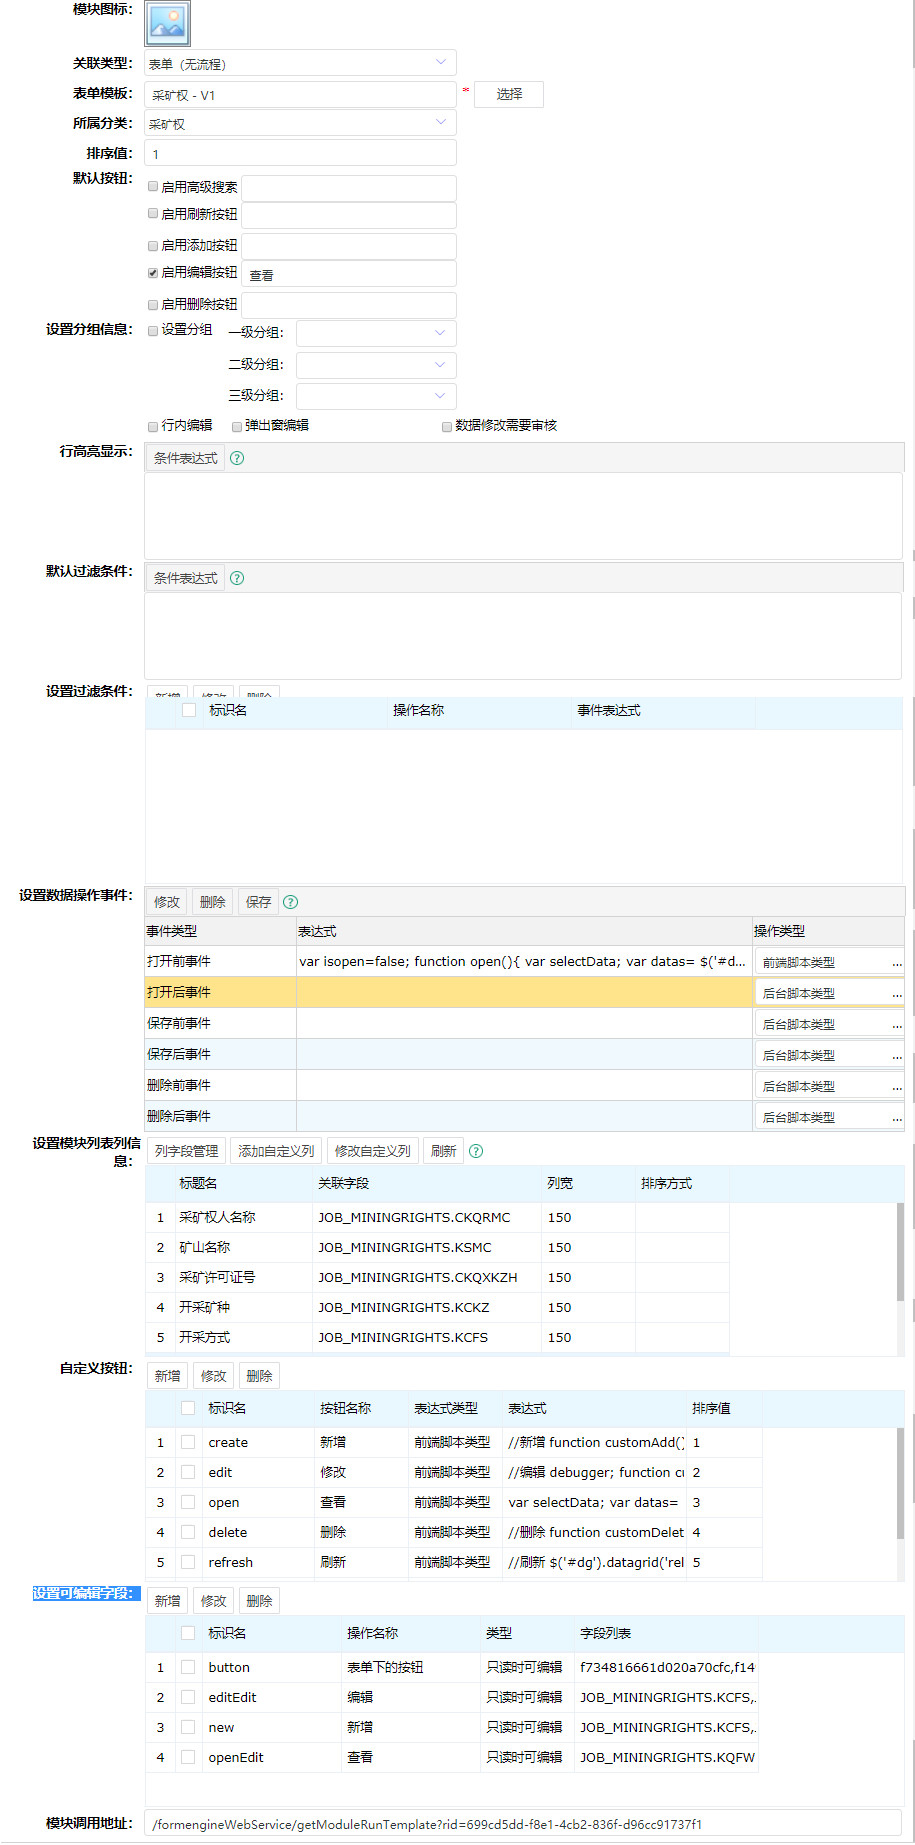 模块图标:
关联类型: 表单（无流程）
表单模板: 采矿权 - V1 * 选择
所属分类: 采矿权
排序值: 1
默认按钮: 启用高级搜索
启用刷新按钮
启用添加按钮
启用编辑按钮 查看
启用删除按钮
设置分组信息: 设置分组 一级分组:
二级分组:
三级分组:
行内编辑 弹出窗编辑 数据修改需要审核
行高亮显示: 条件表达式 ?
默认过滤条件: 条件表达式 ?
设置过滤条件: 新增 修改 删除
标识名 操作名称 事件表达式
设置数据操作事件: 修改 删除 保存 ?
事件类型 表达式 操作类型
打开前事件 var isopen=false; function open(){ var selectData; var datas= $('#d... 前端脚本类型 ...
打开后事件 后台脚本类型 ...
保存前事件 后台脚本类型 ...
保存后事件 后台脚本类型 ...
删除前事件 后台脚本类型 ...
删除后事件 后台脚本类型 ...
设置模块列表列信
息: 列字段管理 添加自定义列 修改自定义列 刷新 ?
标题名 关联字段 列宽 排序方式
1 采矿权人名称 JOB_MININGRIGHTS.CKQRMC 150
2 矿山名称 JOB_MININGRIGHTS.KSMC 150
3 采矿许可证号 JOB_MININGRIGHTS.CKQXKZH 150
4 开采矿种 JOB_MININGRIGHTS.KCKZ 150
5 开采方式 JOB_MININGRIGHTS.KCFS 150
自定义按钮: 新增 修改 删除
标识名 按钮名称 表达式类型 表达式 排序值
1 create 新增 前端脚本类型 //新增 function customAdd() 1
2 edit 修改 前端脚本类型 //编辑 debugger; function cu 2
3 open 查看 前端脚本类型 var selectData; var datas= 3
4 delete 删除 前端脚本类型 //删除 function customDelet 4
5 refresh 刷新 前端脚本类型 //刷新 $('#dg').datagrid('rel 5
设置可编辑字段: 新增 修改 删除
标识名 操作名称 类型 字段列表
1 button 表单下的按钮 只读时可编辑 f734816661d020a70cfc,f14
2 editEdit 编辑 只读时可编辑 JOB_MININGRIGHTS.KCFS,.
3 new 新增 只读时可编辑 JOB_MININGRIGHTS.KCFS,.
4 openEdit 查看 只读时可编辑 JOB_MININGRIGHTS.KQFW
模块调用地址: /formengineWebService/getModuleRunTemplate?rid=699cd5dd-f8e1-4cb2-836f-d96cc91737f1